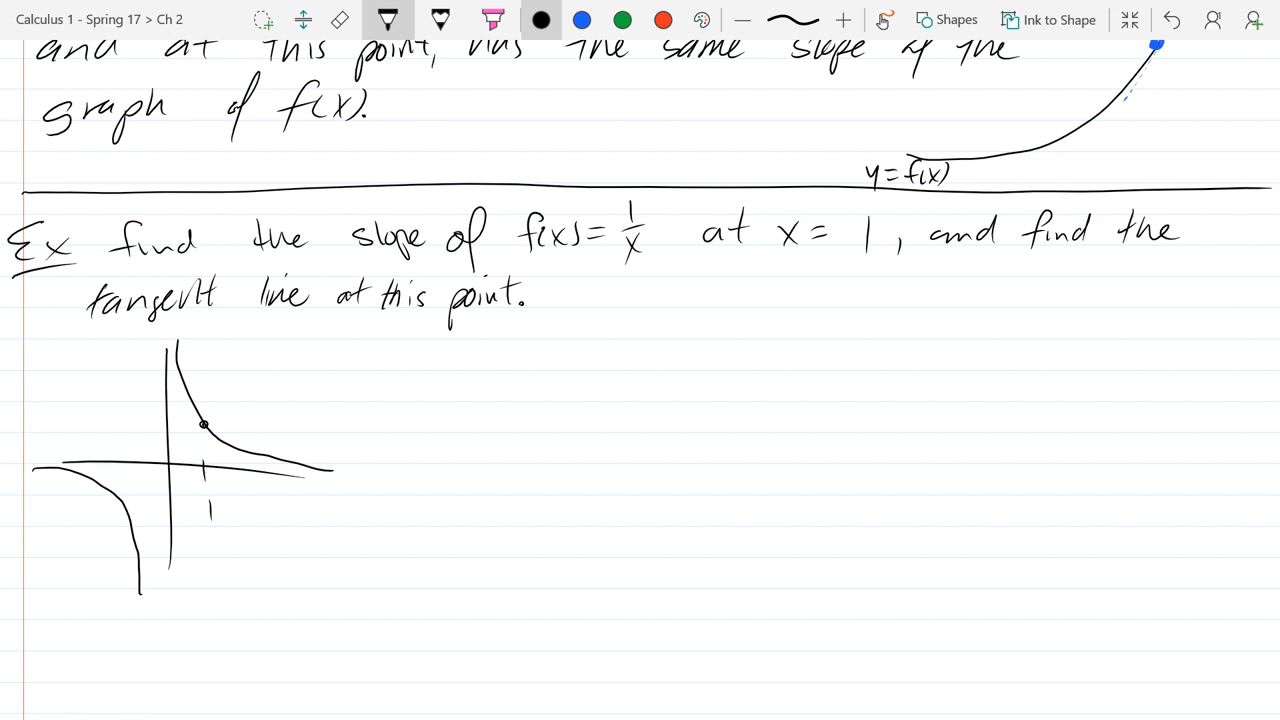 Calculus 1 - Spring 17 > Ch 2
Shapes
Ink to Shape
and at this point, has the same slope of the
graph of f(x).
y = f(x)
Ex find the slope of f(x) = 1/x at x = 1, and find the
tangent line at this point.
1